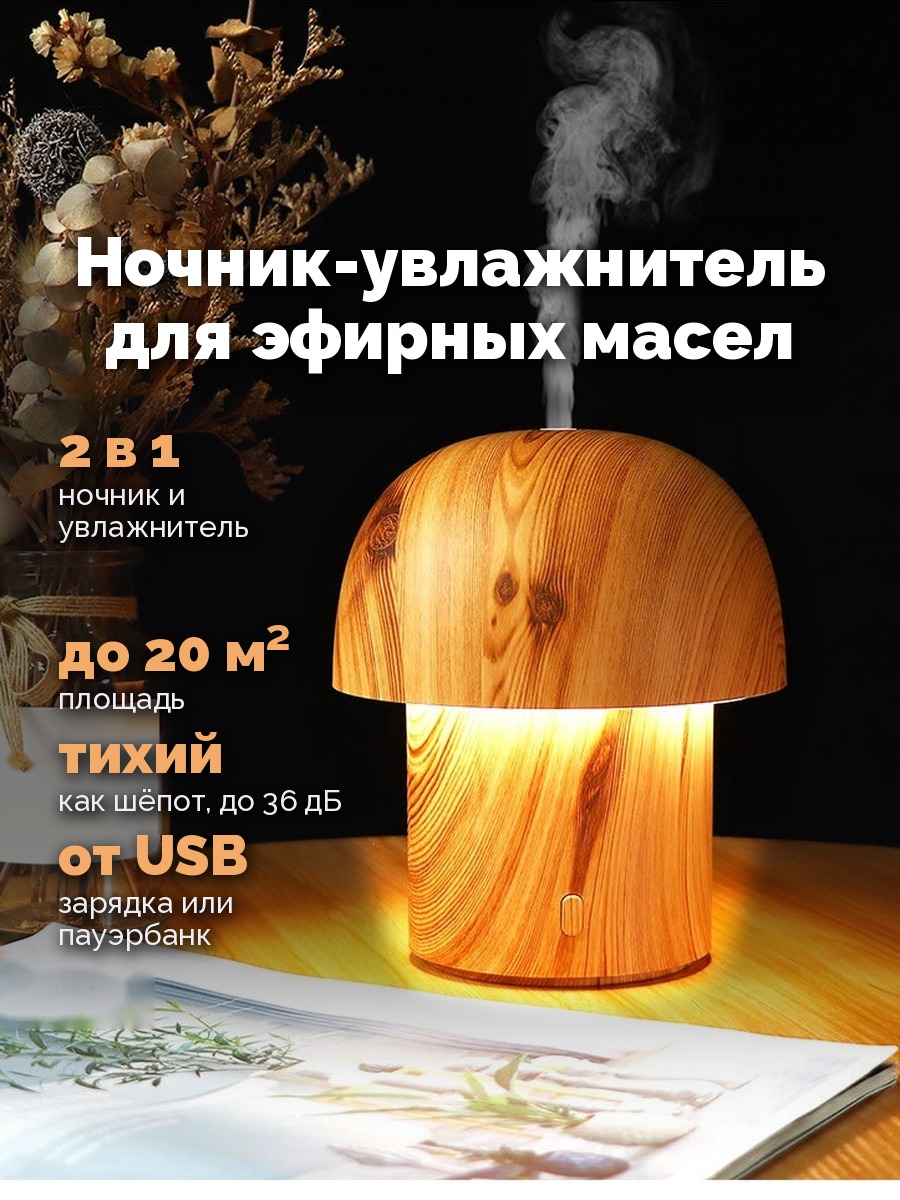 Ночник-увлажнитель
для эфирных масел
2 в 1
ночник и
увлажнитель
до 20 м²
площадь
тихий
как шёпот, до 36 дБ
от USB
зарядка или
пауэрбанк